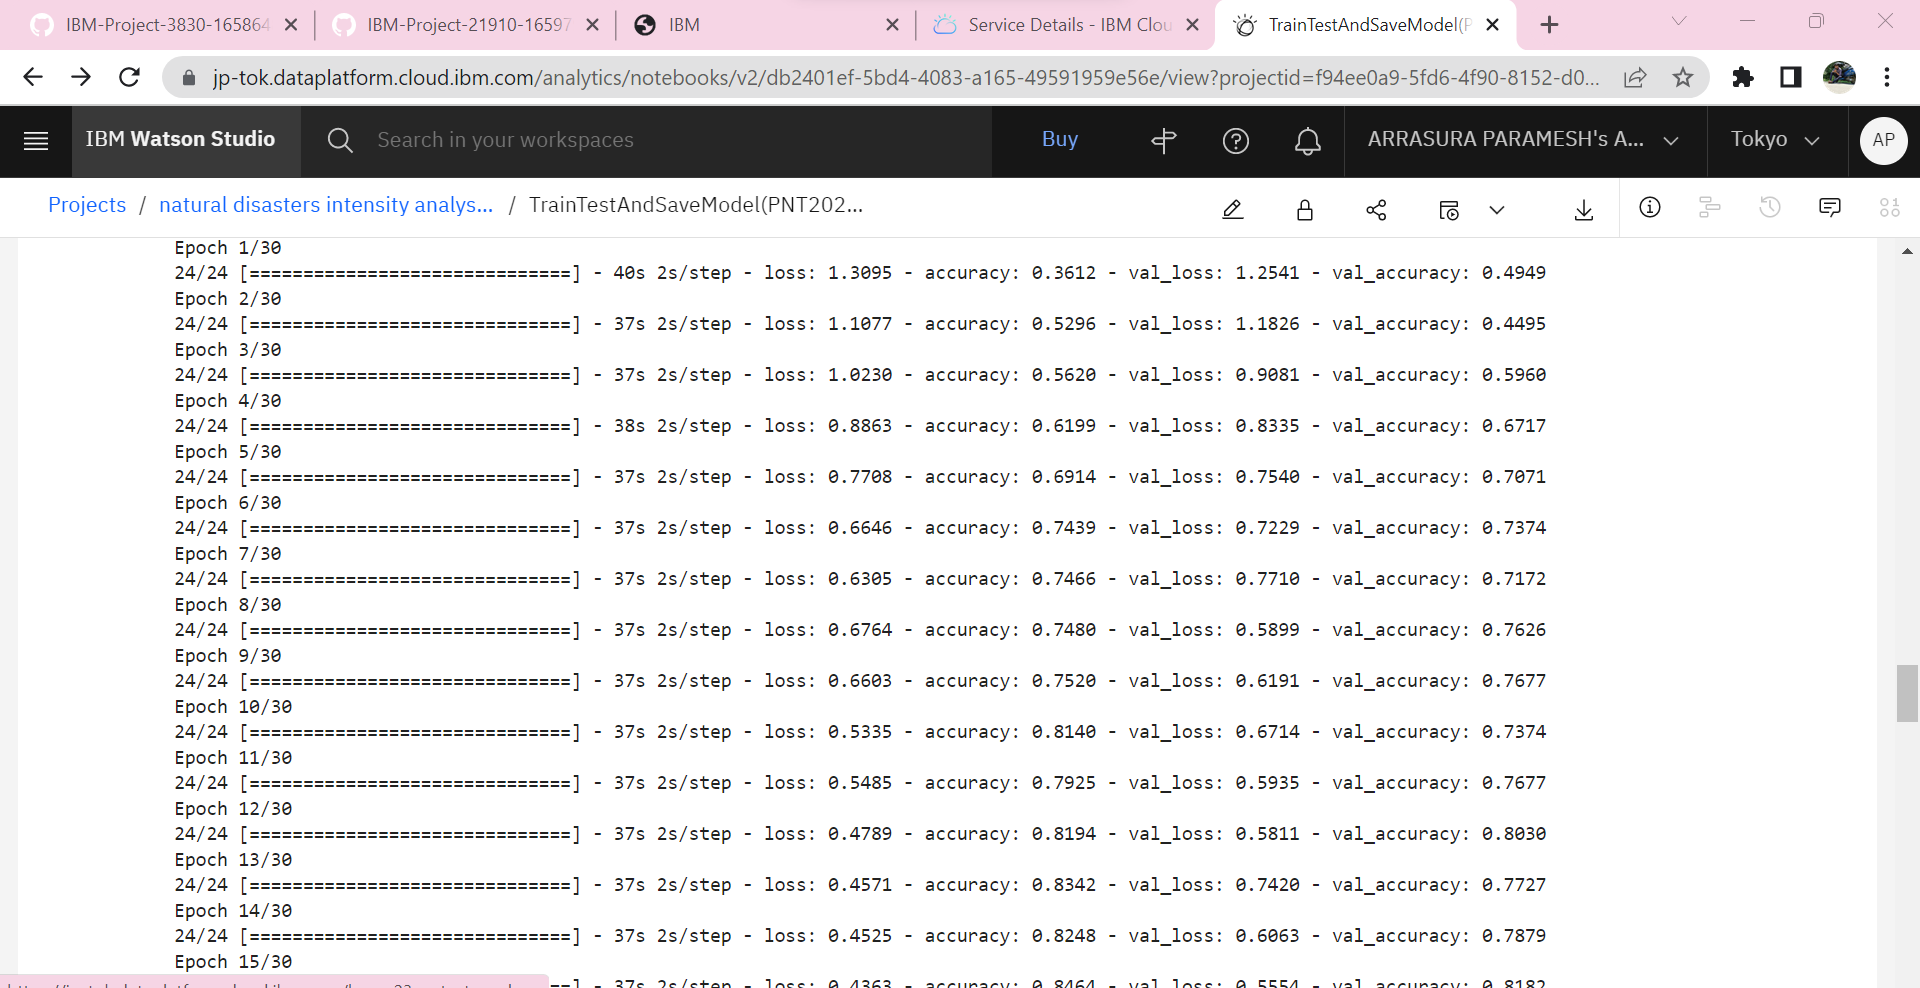 IBM-Project-3830-165864
IBM-Project-21910-16597
IBM
Service Details - IBM Clou
TrainTestAndSaveModel(P
jp-tok.dataplatform.cloud.ibm.com/analytics/notebooks/v2/db2401ef-5bd4-4083-a165-49591959e56e/view?projectid=f94ee0a9-5fd6-4f90-8152-d0...
IBM Watson Studio
Search in your workspaces
Buy
ARRASURA PARAMESH's A...
Tokyo
AP
Projects / natural disasters intensity analys... / TrainTestAndSaveModel(PNT202...
Epoch 1/30
24/24 [==============================] - 40s 2s/step - loss: 1.3095 - accuracy: 0.3612 - val_loss: 1.2541 - val_accuracy: 0.4949
Epoch 2/30
24/24 [==============================] - 37s 2s/step - loss: 1.1077 - accuracy: 0.5296 - val_loss: 1.1826 - val_accuracy: 0.4495
Epoch 3/30
24/24 [==============================] - 37s 2s/step - loss: 1.0230 - accuracy: 0.5620 - val_loss: 0.9081 - val_accuracy: 0.5960
Epoch 4/30
24/24 [==============================] - 38s 2s/step - loss: 0.8863 - accuracy: 0.6199 - val_loss: 0.8335 - val_accuracy: 0.6717
Epoch 5/30
24/24 [==============================] - 37s 2s/step - loss: 0.7708 - accuracy: 0.6914 - val_loss: 0.7540 - val_accuracy: 0.7071
Epoch 6/30
24/24 [==============================] - 37s 2s/step - loss: 0.6646 - accuracy: 0.7439 - val_loss: 0.7229 - val_accuracy: 0.7374
Epoch 7/30
24/24 [==============================] - 37s 2s/step - loss: 0.6305 - accuracy: 0.7466 - val_loss: 0.7710 - val_accuracy: 0.7172
Epoch 8/30
24/24 [==============================] - 37s 2s/step - loss: 0.6764 - accuracy: 0.7480 - val_loss: 0.5899 - val_accuracy: 0.7626
Epoch 9/30
24/24 [==============================] - 37s 2s/step - loss: 0.6603 - accuracy: 0.7520 - val_loss: 0.6191 - val_accuracy: 0.7677
Epoch 10/30
24/24 [==============================] - 37s 2s/step - loss: 0.5335 - accuracy: 0.8140 - val_loss: 0.6714 - val_accuracy: 0.7374
Epoch 11/30
24/24 [==============================] - 37s 2s/step - loss: 0.5485 - accuracy: 0.7925 - val_loss: 0.5935 - val_accuracy: 0.7677
Epoch 12/30
24/24 [==============================] - 37s 2s/step - loss: 0.4789 - accuracy: 0.8194 - val_loss: 0.5811 - val_accuracy: 0.8030
Epoch 13/30
24/24 [==============================] - 37s 2s/step - loss: 0.4571 - accuracy: 0.8342 - val_loss: 0.7420 - val_accuracy: 0.7727
Epoch 14/30
24/24 [==============================] - 37s 2s/step - loss: 0.4525 - accuracy: 0.8248 - val_loss: 0.6063 - val_accuracy: 0.7879
Epoch 15/30
==] - 37s 2s/step - loss: 0.4363 - accuracy: 0.8464 - val_loss: 0.5554 - val_accuracy: 0.8182